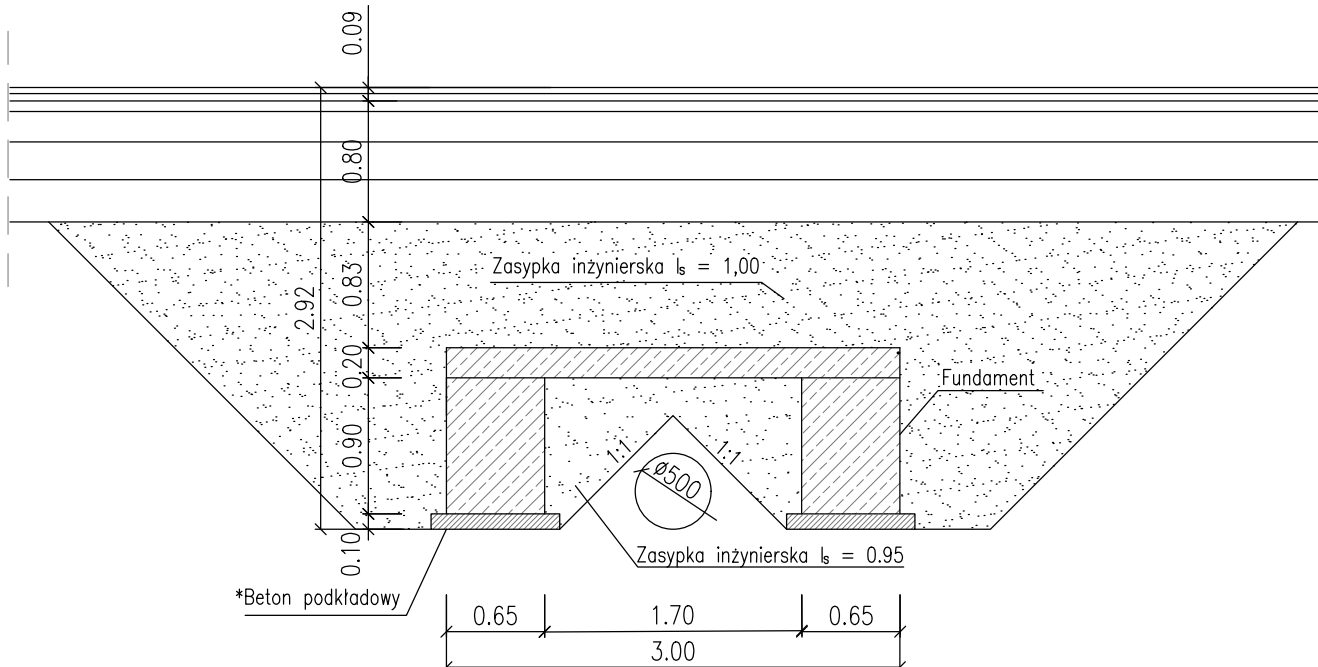 0.09
0.80
Zasypka inżynierska Is = 1,00
0.83
2.92
0.20
Fundament
0.90
1:1
1:1
ø500
0.10
Zasypka inżynierska Is = 0.95
*Beton podkładowy
0.65
1.70
0.65
3.00